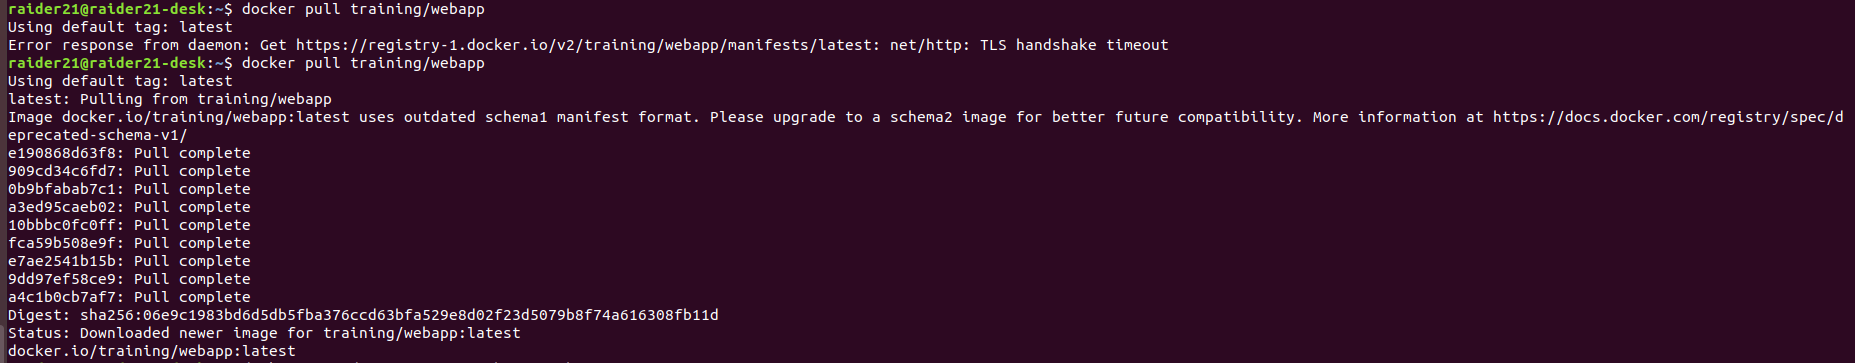 raider21@raider21-desk:~$ docker pull training/webapp
Using default tag: latest
Error response from daemon: Get https://registry-1.docker.io/v2/training/webapp/manifests/latest: net/http: TLS handshake timeout
raider21@raider21-desk:~$ docker pull training/webapp
Using default tag: latest
latest: Pulling from training/webapp
Image docker.io/training/webapp:latest uses outdated schema1 manifest format. Please upgrade to a schema2 image for better future compatibility. More information at https://docs.docker.com/registry/spec/d
eprecated-schema-v1/
e190868d63f8: Pull complete
909cd34c6fd7: Pull complete
0b9bfabab7c1: Pull complete
a3ed95caeb02: Pull complete
10bbbc0fc0ff: Pull complete
fca59b508e9f: Pull complete
e7ae2541b15b: Pull complete
9dd97ef58ce9: Pull complete
a4c1b0cb7af7: Pull complete
Digest: sha256:06e9c1983bd6d5db5fba376ccd63bfa529e8d02f23d5079b8f74a616308fb11d
Status: Downloaded newer image for training/webapp:latest
docker.io/training/webapp:latest